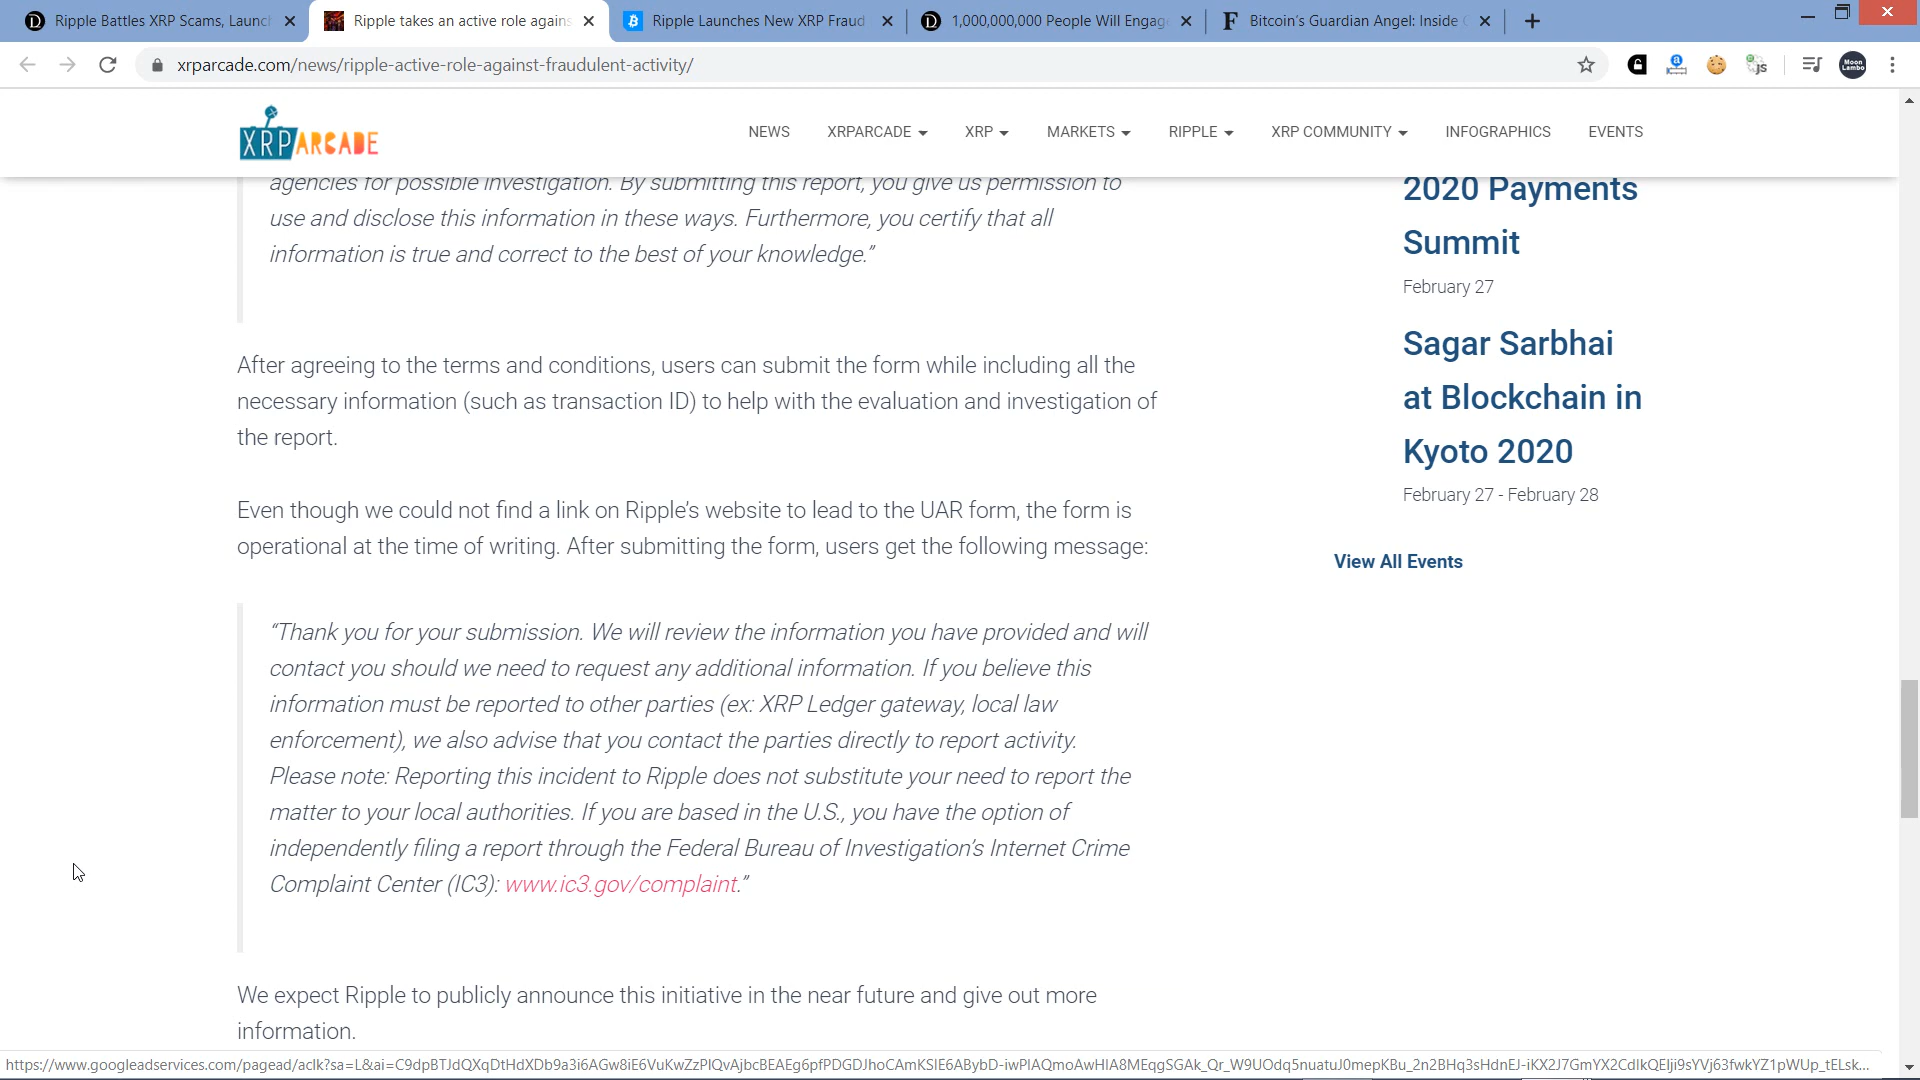 Ripple Battles XRP Scams, Launch
Ripple takes an active role agains
Ripple Launches New XRP Fraud
1,000,000,000 People Will Engage
Bitcoin's Guardian Angel: Inside
xrparcade.com/news/ripple-active-role-against-fraudulent-activity/
XRPARCADE
NEWS
XRPARCADE
XRP
MARKETS
RIPPLE
XRP COMMUNITY
INFOGRAPHICS
EVENTS
agencies for possible investigation. By submitting this report, you give us permission to
use and disclose this information in these ways. Furthermore, you certify that all
information is true and correct to the best of your knowledge.”
After agreeing to the terms and conditions, users can submit the form while including all the
necessary information (such as transaction ID) to help with the evaluation and investigation of
the report.
Even though we could not find a link on Ripple’s website to lead to the UAR form, the form is
operational at the time of writing. After submitting the form, users get the following message:
“Thank you for your submission. We will review the information you have provided and will
contact you should we need to request any additional information. If you believe this
information must be reported to other parties (ex: XRP Ledger gateway, local law
enforcement), we also advise that you contact the parties directly to report activity.
Please note: Reporting this incident to Ripple does not substitute your need to report the
matter to your local authorities. If you are based in the U.S., you have the option of
independently filing a report through the Federal Bureau of Investigation’s Internet Crime
Complaint Center (IC3): www.ic3.gov/complaint.”
We expect Ripple to publicly announce this initiative in the near future and give out more
information.
2020 Payments
Summit
February 27
Sagar Sarbhai
at Blockchain in
Kyoto 2020
February 27 - February 28
View All Events